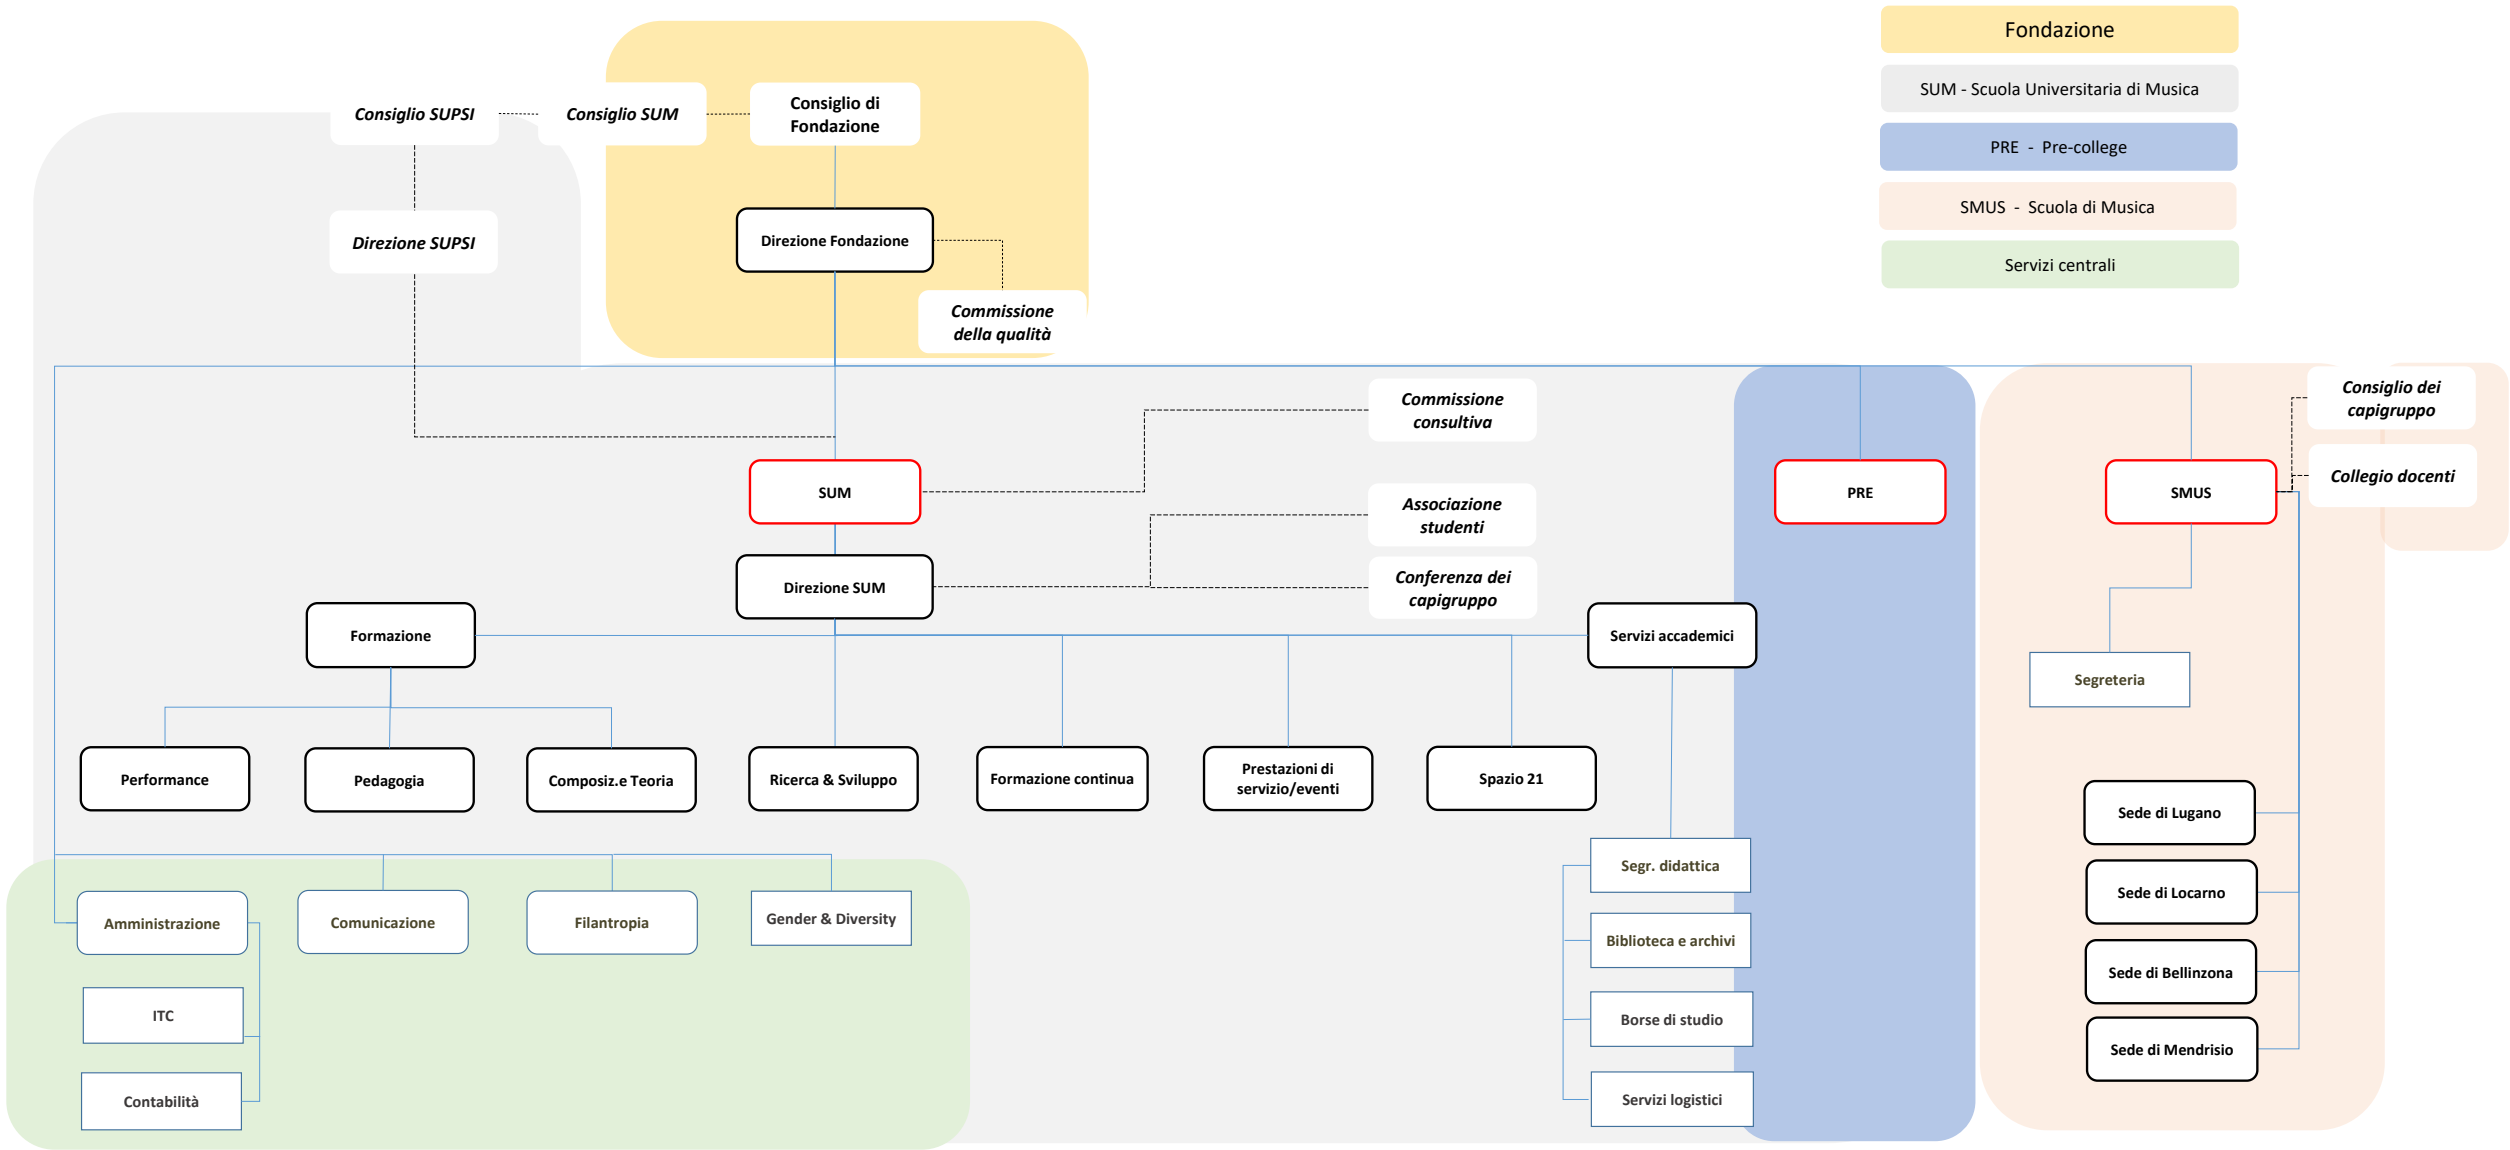 Fondazione
SUM - Scuola Universitaria di Musica
PRE - Pre-college
SMUS - Scuola di Musica
Servizi centrali
Consiglio SUPSI
Consiglio SUM
Consiglio di
Fondazione
Direzione SUPSI
Direzione Fondazione
Commissione
della qualità
Commissione
consultiva
Consiglio dei
capigruppo
Collegio docenti
SUM
PRE
SMUS
Associazione
studenti
Direzione SUM
Conferenza dei
capigruppo
Formazione
Servizi accademici
Segreteria
Performance
Pedagogia
Composiz.e Teoria
Ricerca & Sviluppo
Formazione continua
Prestazioni di
servizio/eventi
Spazio 21
Sede di Lugano
Sede di Locarno
Sede di Bellinzona
Sede di Mendrisio
Segr. didattica
Biblioteca e archivi
Borse di studio
Servizi logistici
Amministrazione
Comunicazione
Filantropia
Gender & Diversity
ITC
Contabilità